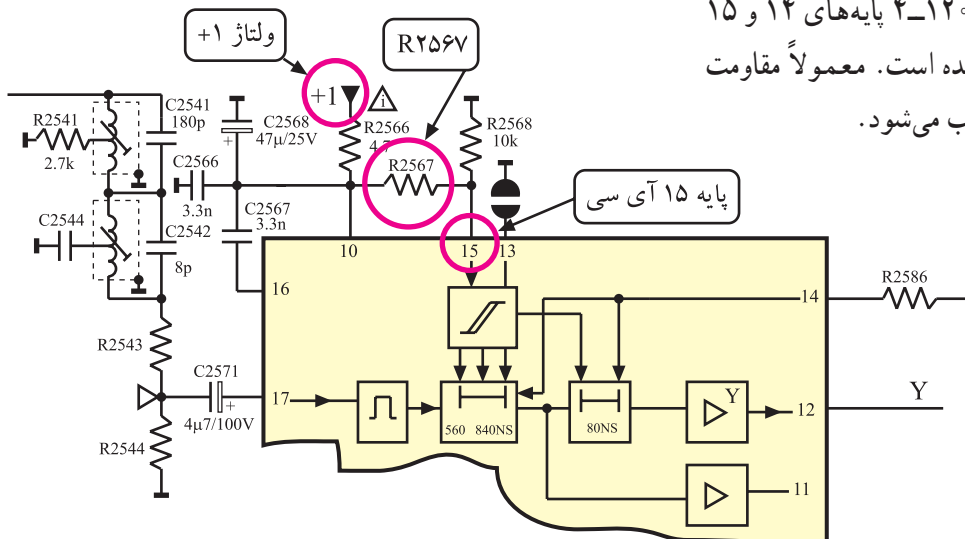 ۱۲ـ۴ پایه‌های ۱۴ و ۱۵
ده است. معمولاً مقاومت
ب می‌شود.
ولتاژ ۱+
R۲۵۶۷
پایه ۱۵ آی سی
+1
i
C2541
180p
R2541
2.7k
C2568
47µ/25V
+
R2566
4.7
R2568
10k
C2566
3.3n
R2567
C2544
C2567
3.3n
C2542
8p
10
15
13
16
14
R2586
R2543
C2571
+
4µ7/100V
17
560 840NS
80NS
Y
12
Y
R2544
11